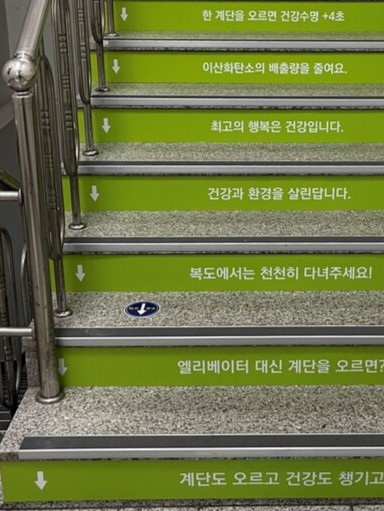 한 계단을 오르면 건강수명 +4초
이산화탄소의 배출량을 줄여요.
최고의 행복은 건강입니다.
건강과 환경을 살린답니다.
복도에서는 천천히 다녀주세요!
엘리베이터 대신 계단을 오르면?
계단도 오르고 건강도 챙기고